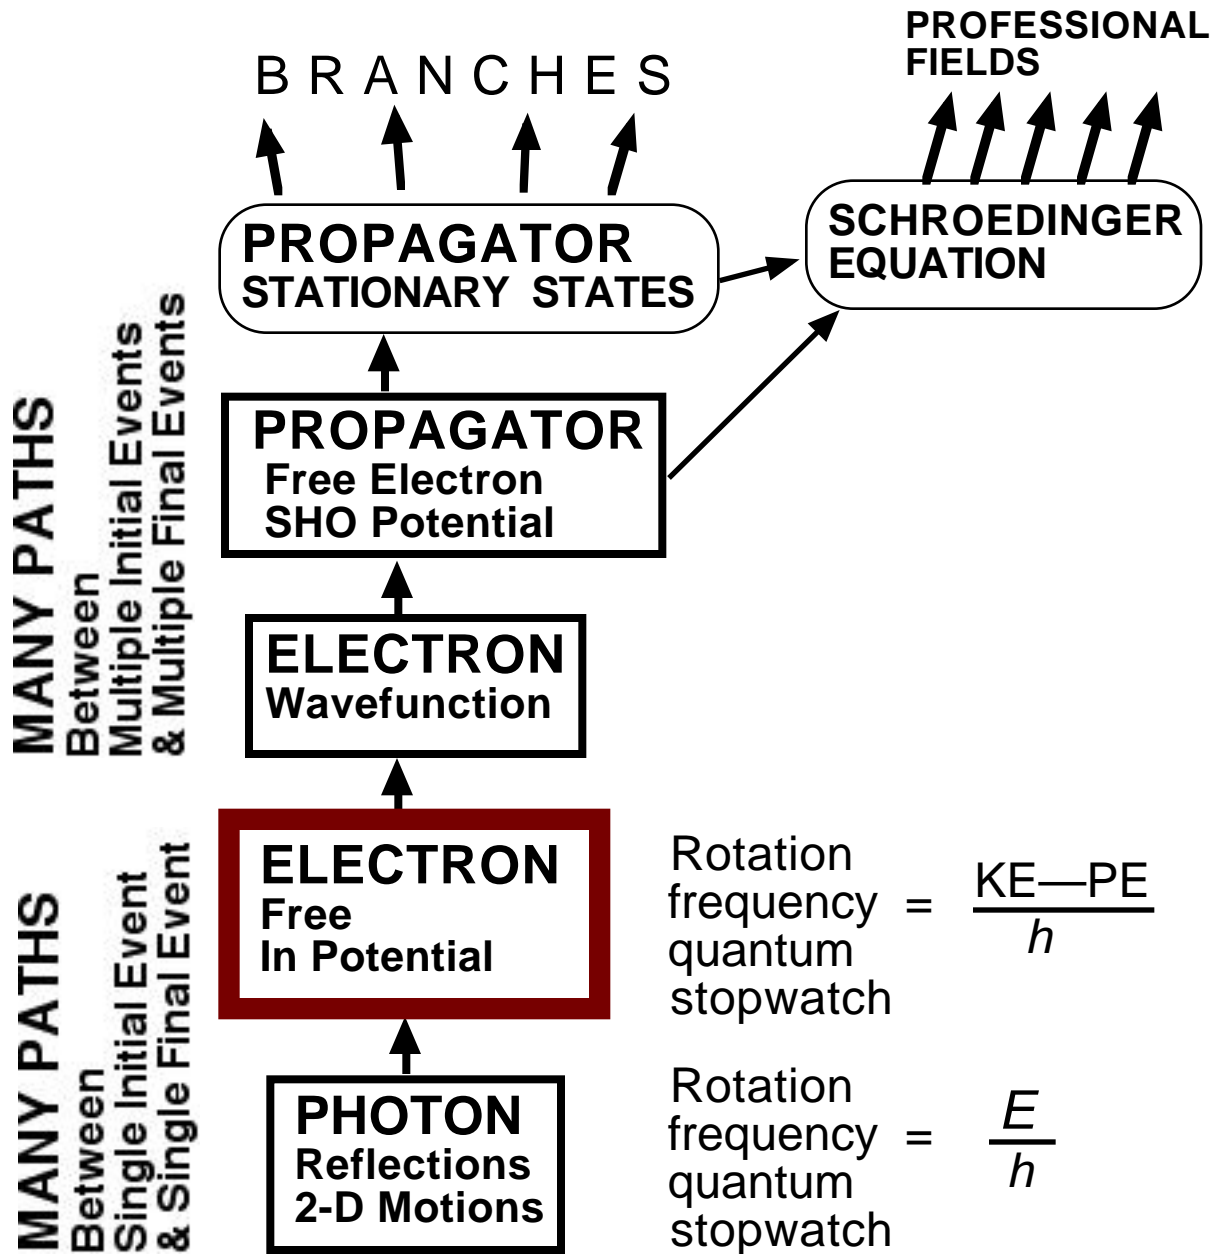 PROFESSIONAL
FIELDS
BRANCHES
PROPAGATOR
STATIONARY STATES
SCHROEDINGER
EQUATION
MANY PATHS
Between
Multiple Initial Events
& Multiple Final Events
PROPAGATOR
Free Electron
SHO Potential
ELECTRON
Wavefunction
MANY PATHS
Between
Single Initial Event
& Single Final Event
ELECTRON
Free
In Potential
Rotation
frequency
quantum
stopwatch
=
KE—PE
h
PHOTON
Reflections
2-D Motions
Rotation
frequency
quantum
stopwatch
=
E
h